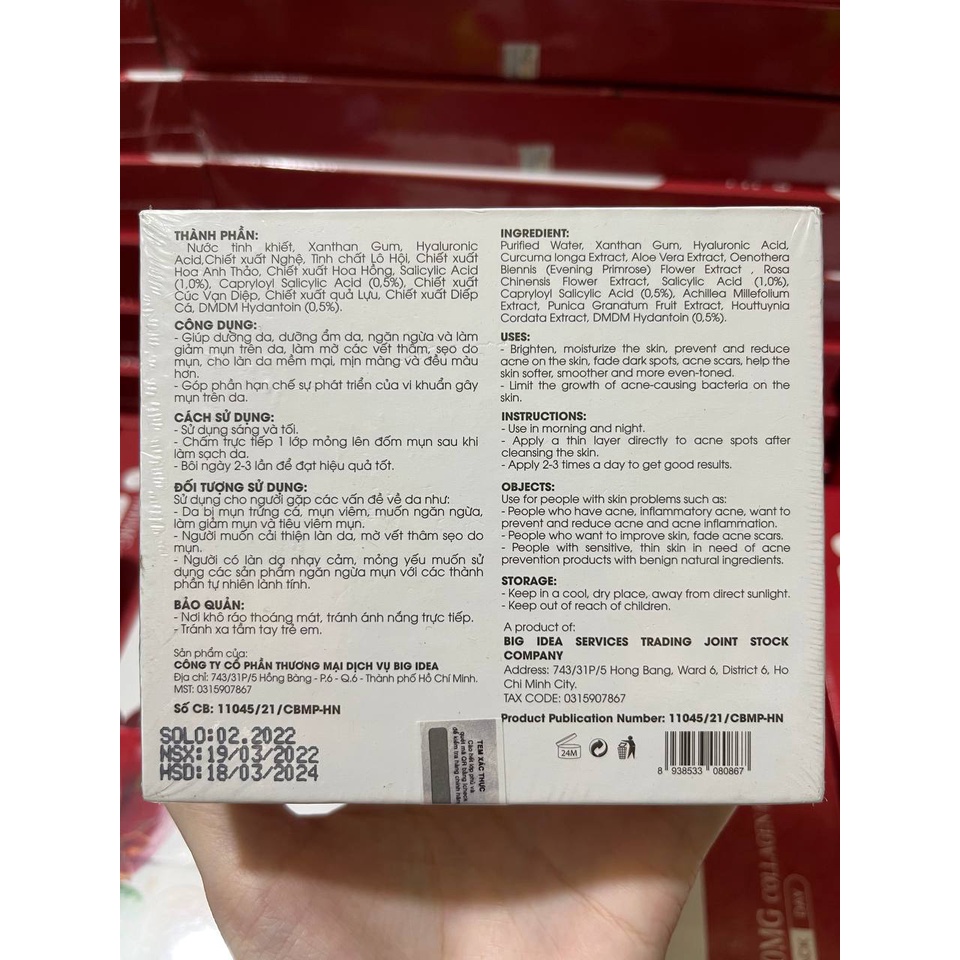 THÀNH PHẦN:
Nước tinh khiết, Xanthan Gum, Hyaluronic
Acid,Chiết xuất Nghệ, Tinh chất Lô Hội, Chiết xuất
Hoa Anh Thảo, Chiết xuất Hoa Hồng, Salicylic Acid
(1,0%), Capryloyl Salicylic Acid (0,5%), Chiết xuất
Cúc Vạn Diệp, Chiết xuất quả Lựu, Chiết xuất Diếp
Cá, DMDM Hydantoin (0,5%).
CÔNG DỤNG:
- Giúp dưỡng da, dưỡng ẩm da, ngăn ngừa và làm
giảm mụn trên da, làm mờ các vết thâm, sẹo do
mụn, cho làn da mềm mại, mịn màng và đều màu
hơn.
- Góp phần hạn chế sự phát triển của vi khuẩn gây
mụn trên da.
CÁCH SỬ DỤNG:
- Sử dụng sáng và tối.
- Chấm trực tiếp 1 lớp mỏng lên đốm mụn sau khi
làm sạch da.
- Bôi ngày 2-3 lần để đạt hiệu quả tốt.
ĐỐI TƯỢNG SỬ DỤNG:
Sử dụng cho người gặp các vấn đề về da như:
- Da bị mụn trứng cá, mụn viêm, muốn ngăn ngừa,
làm giảm mụn và tiêu viêm mụn.
- Người muốn cải thiện làn da, mờ vết thâm sẹo do
mụn.
- Người có làn da nhạy cảm, mỏng yếu muốn sử
dụng các sản phẩm ngăn ngừa mụn với các thành
phần tự nhiên lành tính.
BẢO QUẢN:
- Nơi khô ráo thoáng mát, tránh ánh nắng trực tiếp.
- Tránh xa tầm tay trẻ em.
Sản phẩm của:
CÔNG TY CỔ PHẦN THƯƠNG MẠI DỊCH VỤ BIG IDEA
Địa chỉ: 743/31P/5 Hồng Bàng - P.6 - Q.6 - Thành phố Hồ Chí Minh.
MST: 0315907867
Số CB: 11045/21/CBMP-HN
SOLO:02.2022
NSX:19/03/2022
HSD:18/03/2024
INGREDIENT:
Purified Water, Xanthan Gum, Hyaluronic Acid,
Curcuma longa Extract, Aloe Vera Extract, Oenothera
Biennis (Evening Primrose) Flower Extract , Rosa
Chinensis Flower Extract, Salicylic Acid (1,0%),
Capryloyl Salicylic Acid (0,5%), Achillea Millefolium
Extract, Punica Granatum Fruit Extract, Houttuynia
Cordata Extract, DMDM Hydantoin (0,5%).
USES:
- Brighten, moisturize the skin, prevent and reduce
acne on the skin, fade dark spots, acne scars, help the
skin softer, smoother and more even-toned.
- Limit the growth of acne-causing bacteria on the
skin.
INSTRUCTIONS:
- Use in morning and night.
- Apply a thin layer directly to acne spots after
cleansing the skin.
- Apply 2-3 times a day to get good results.
OBJECTS:
Use for people with skin problems such as:
- People who have acne, inflammatory acne, want to
prevent and reduce acne and acne inflammation.
- People who want to improve skin, fade acne scars.
- People with sensitive, thin skin in need of acne
prevention products with benign natural ingredients.
STORAGE:
- Keep in a cool, dry place, away from direct sunlight.
- Keep out of reach of children.
A product of:
BIG IDEA SERVICES TRADING JOINT STOCK
COMPANY
Address: 743/31P/5 Hong Bang, Ward 6, District 6, Ho
Chi Minh City.
TAX CODE: 0315907867
Product Publication Number: 11045/21/CBMP-HN
24M
8 938533 080867
TEM XÁC THỰC
Cào hết lớp phủ và
quét mã QR bằng icheck
để kiểm tra hàng chính hãng
0MG COLLAGEN